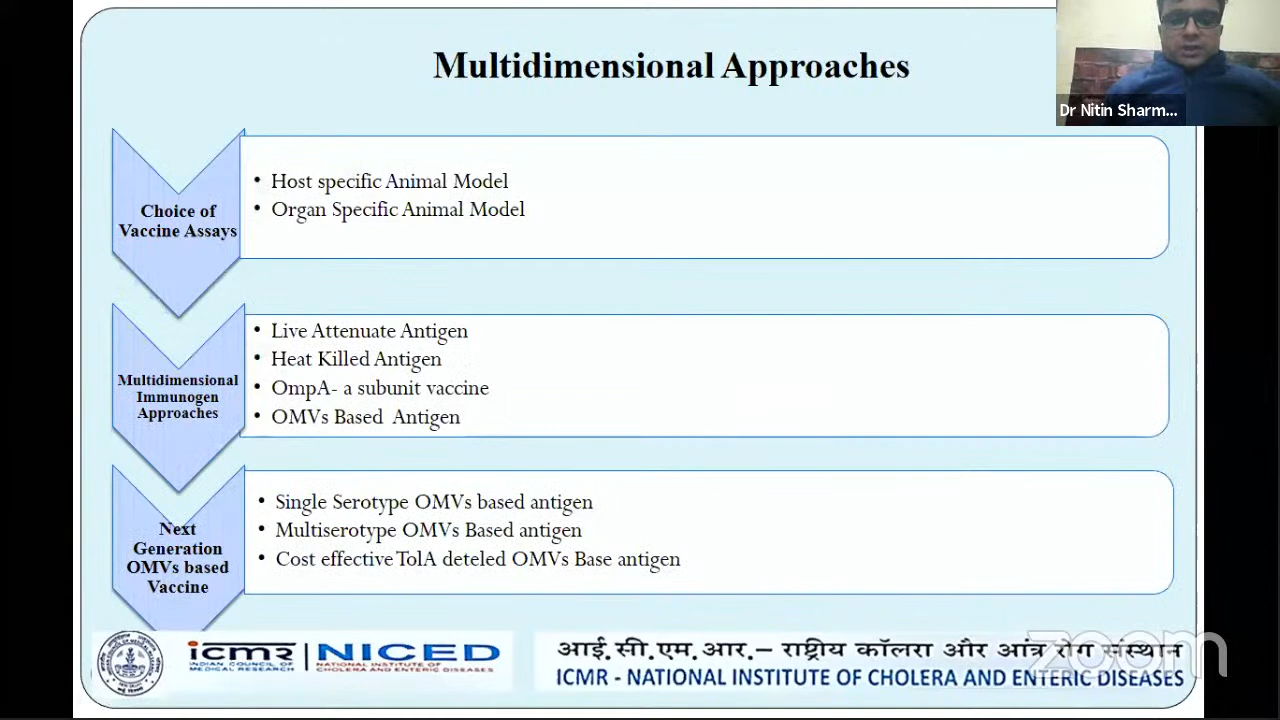 Multidimensional Approaches
Dr Nitin Sharm...
Choice of
Vaccine Assays
• Host specific Animal Model
• Organ Specific Animal Model
Multidimensional
Immunogen
Approaches
• Live Attenuate Antigen
• Heat Killed Antigen
• OmpA- a subunit vaccine
• OMVs Based Antigen
Next
Generation
OMVs based
Vaccine
• Single Serotype OMVs based antigen
• Multiserotype OMVs Based antigen
• Cost effective TolA deteled OMVs Base antigen
icmr
INDIAN COUNCIL OF
MEDICAL RESEARCH
NICED
NATIONAL INSTITUTE OF
CHOLERA AND ENTERIC DISEASES
आई.सी.एम.आर.– राष्ट्रीय कॉलरा और आंत्र रोग संस्थान
ICMR - NATIONAL INSTITUTE OF CHOLERA AND ENTERIC DISEASES
zoom